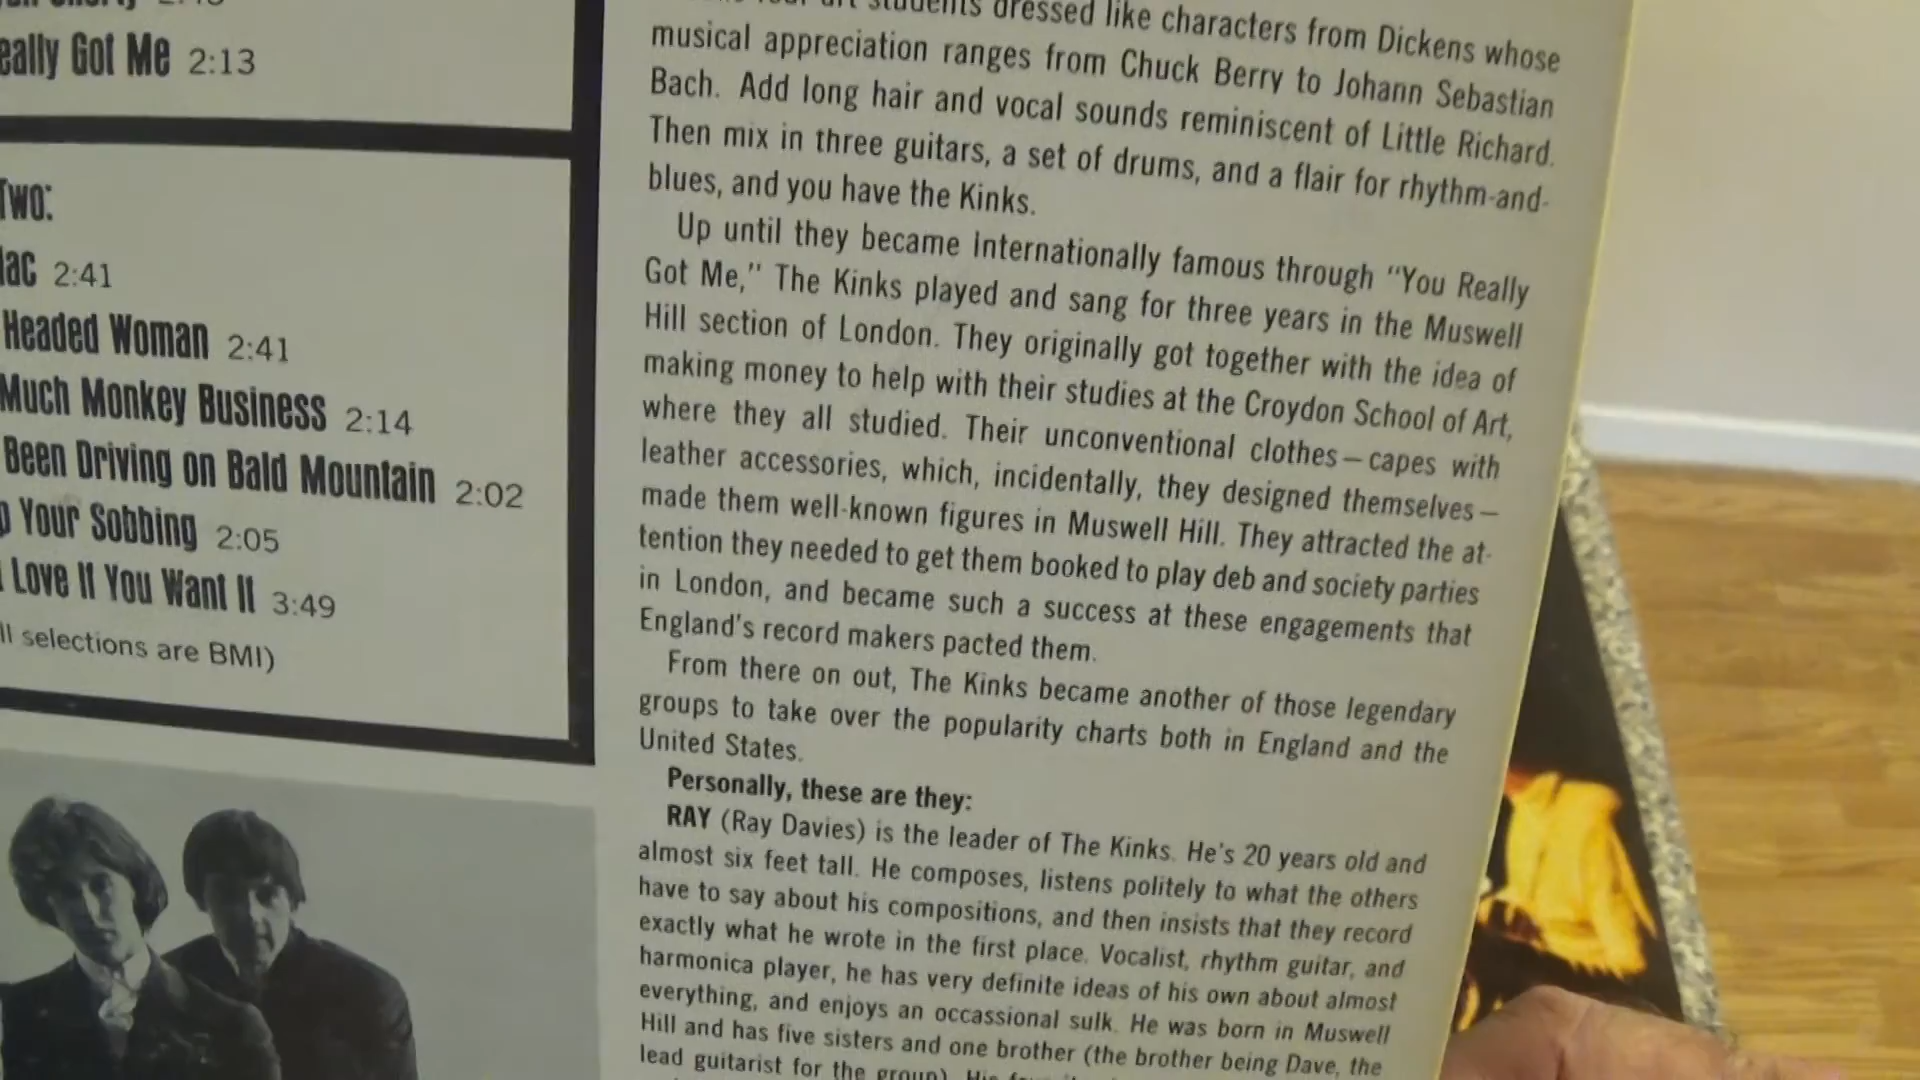 eally Got Me 2:13
Two:
lac 2:41
Headed Woman 2:41
Much Monkey Business 2:14
Been Driving on Bald Mountain 2:02
p Your Sobbing 2:05
Love If You Want It 3:49
ll selections are BMI)
students dressed like characters from Dickens whose
musical appreciation ranges from Chuck Berry to Johann Sebastian
Bach. Add long hair and vocal sounds reminiscent of Little Richard.
Then mix in three guitars, a set of drums, and a flair for rhythm-and-
blues, and you have the Kinks.
Up until they became internationally famous through "You Really
Got Me," The Kinks played and sang for three years in the Muswell
Hill section of London. They originally got together with the idea of
making money to help with their studies at the Croydon School of Art,
where they all studied. Their unconventional clothes—capes with
leather accessories, which, incidentally, they designed themselves—
made them well-known figures in Muswell Hill. They attracted the at-
tention they needed to get them booked to play deb and society parties
in London, and became such a success at these engagements that
England's record makers pacted them.
From there on out, The Kinks became another of those legendary
groups to take over the popularity charts both in England and the
United States.
Personally, these are they:
RAY (Ray Davies) is the leader of The Kinks. He's 20 years old and
almost six feet tall. He composes, listens politely to what the others
have to say about his compositions, and then insists that they record
exactly what he wrote in the first place. Vocalist, rhythm guitar, and
harmonica player, he has very definite ideas of his own about almost
everything, and enjoys an occassional sulk. He was born in Muswell
Hill and has five sisters and one brother (the brother being Dave, the
lead guitarist for the group). His